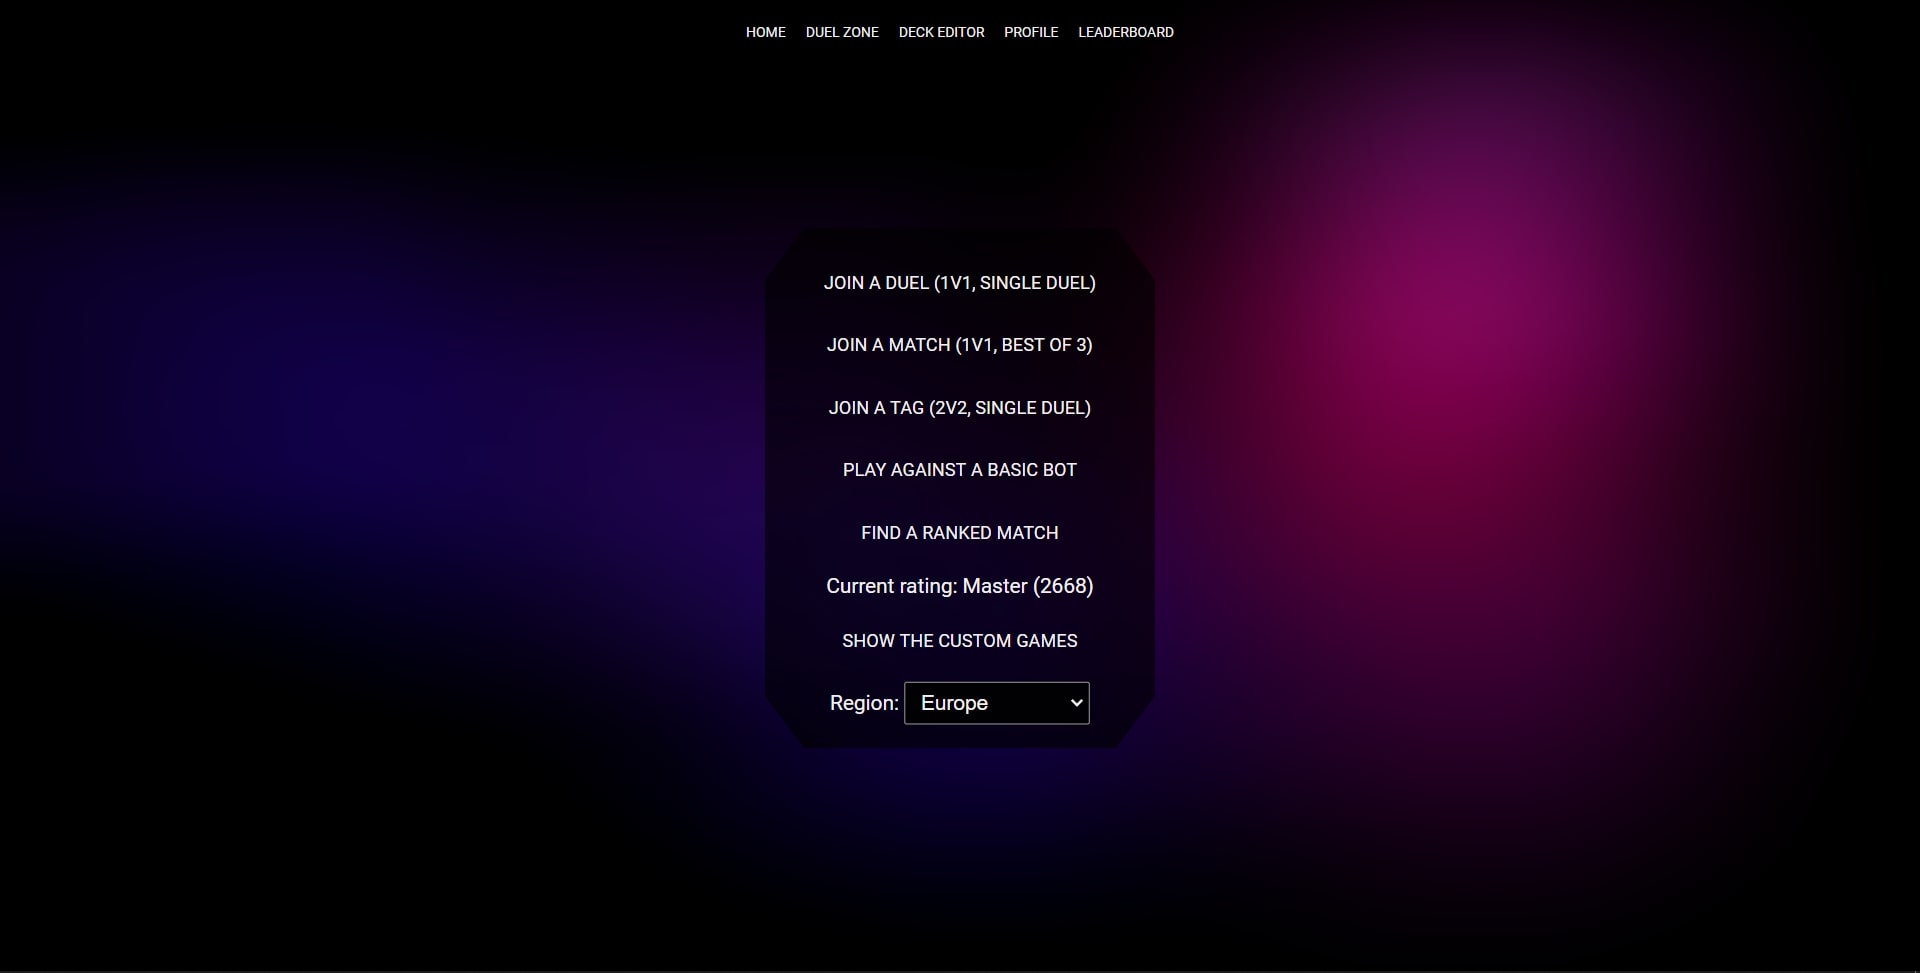 HOME DUEL ZONE DECK EDITOR PROFILE LEADERBOARD
JOIN A DUEL (1V1, SINGLE DUEL)
JOIN A MATCH (1V1, BEST OF 3)
JOIN A TAG (2V2, SINGLE DUEL)
PLAY AGAINST A BASIC BOT
FIND A RANKED MATCH
Current rating: Master (2668)
SHOW THE CUSTOM GAMES
Region: Europe